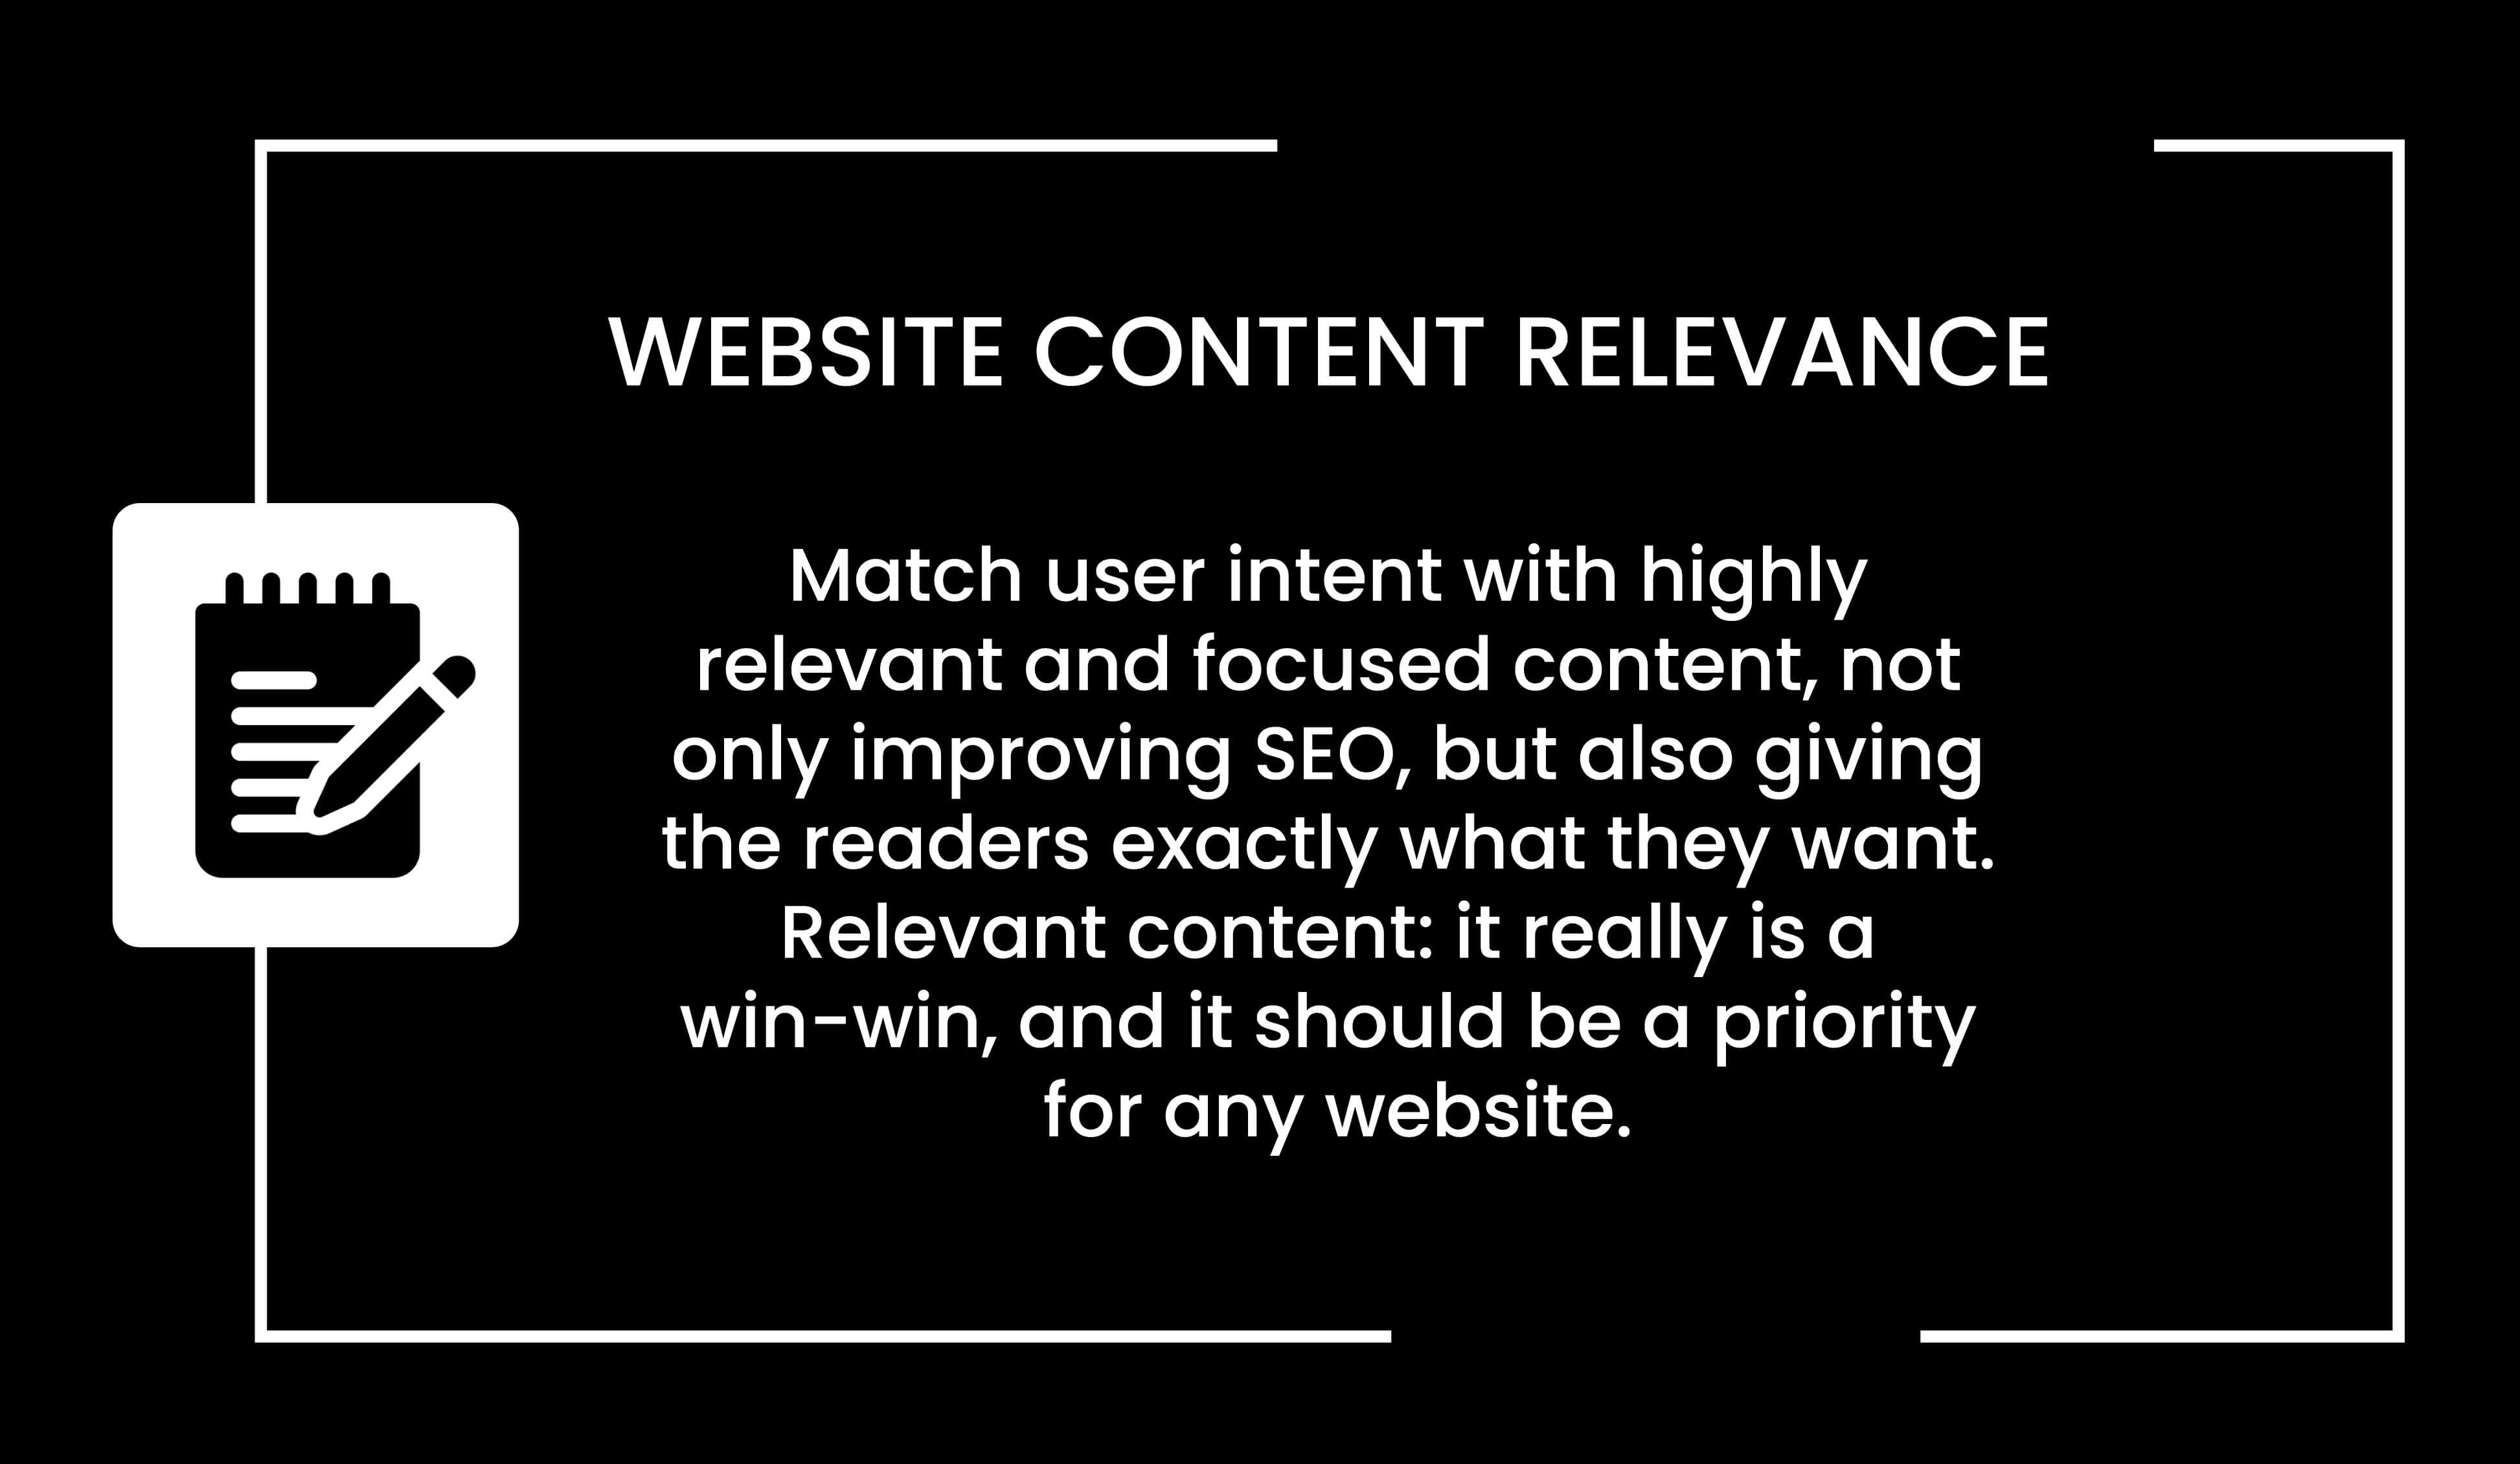 WEBSITE CONTENT RELEVANCE
Match user intent with highly
relevant and focused content, not
only improving SEO, but also giving
the readers exactly what they want.
Relevant content: it really is a
win-win, and it should be a priority
for any website.